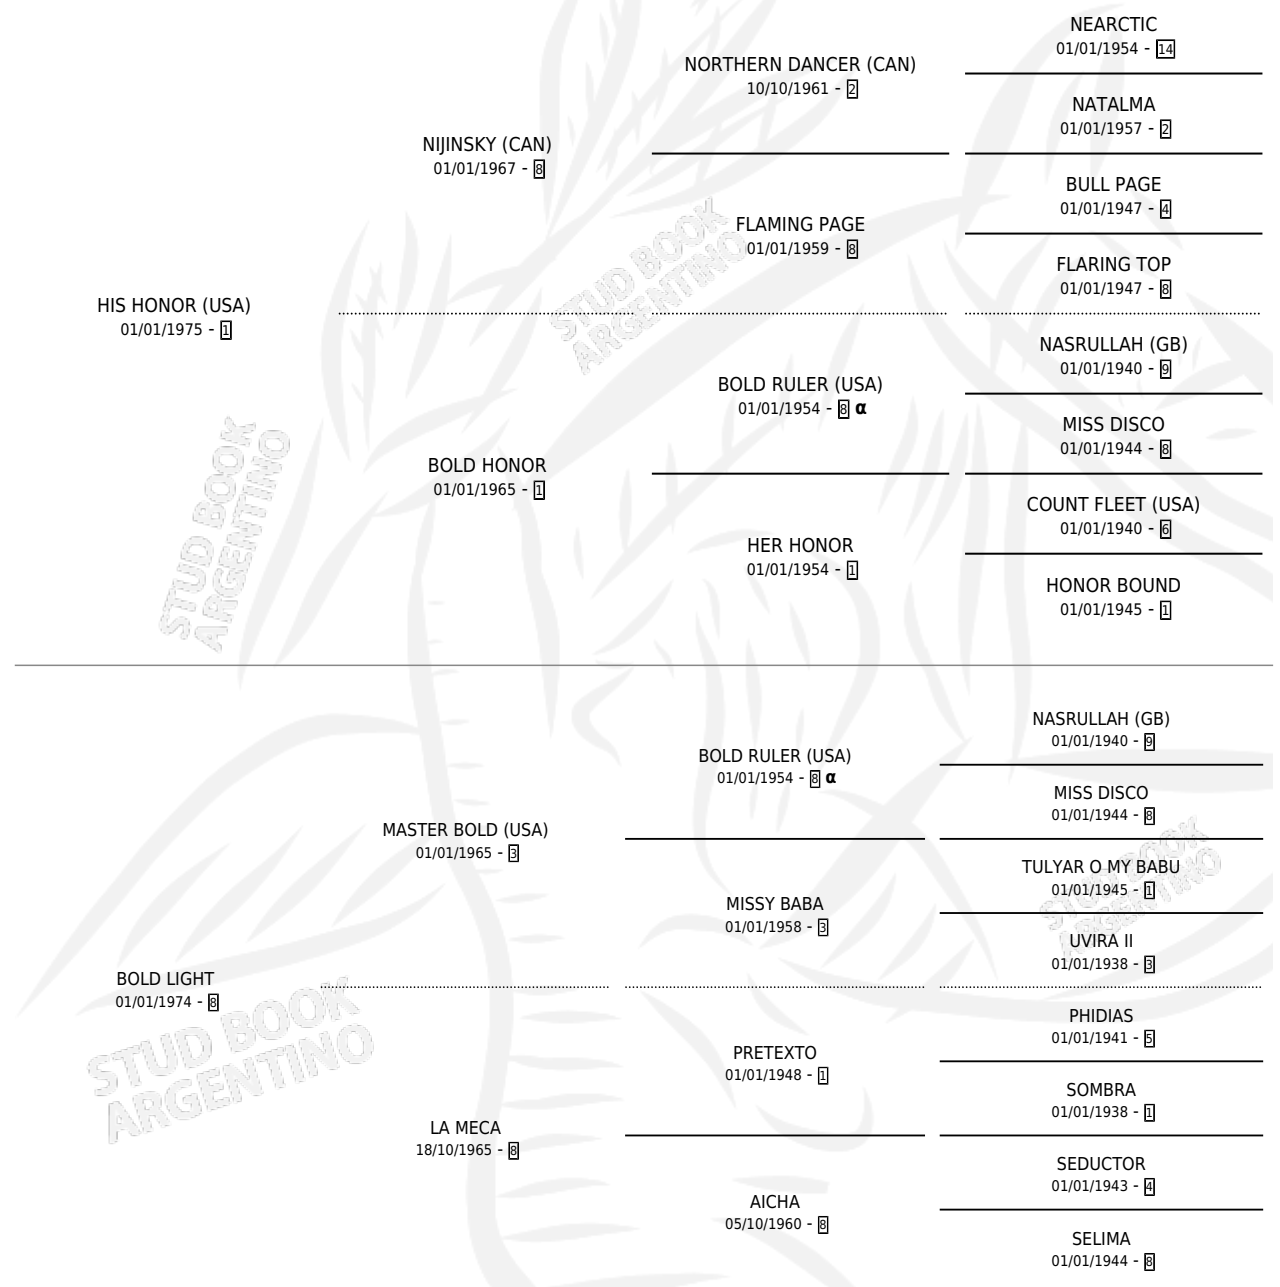 NEARCTIC
01/01/1954 - 14
NORTHERN DANCER (CAN)
10/10/1961 - 2
NATALMA
01/01/1957 - 2
NIJINSKY (CAN)
01/01/1967 - 8
BULL PAGE
01/01/1947 - 4
FLAMING PAGE
01/01/1959 - 8
FLARING TOP
01/01/1947 - 8
HIS HONOR (USA)
01/01/1975 - 1
NASRULLAH (GB)
01/01/1940 - 9
BOLD RULER (USA)
01/01/1954 - 8 α
MISS DISCO
01/01/1944 - 8
BOLD HONOR
01/01/1965 - 1
COUNT FLEET (USA)
01/01/1940 - 6
HER HONOR
01/01/1954 - 1
HONOR BOUND
01/01/1945 - 1
NASRULLAH (GB)
01/01/1940 - 9
BOLD RULER (USA)
01/01/1954 - 8 α
MISS DISCO
01/01/1944 - 8
MASTER BOLD (USA)
01/01/1965 - 3
TULYAR O MY BABU
01/01/1945 - 1
MISSY BABA
01/01/1958 - 3
UVIRA II
01/01/1938 - 3
BOLD LIGHT
01/01/1974 - 8
PHIDIAS
01/01/1941 - 5
PRETEXTO
01/01/1948 - 1
SOMBRA
01/01/1938 - 1
LA MECA
18/10/1965 - 8
SEDUCTOR
01/01/1943 - 4
AICHA
05/10/1960 - 8
SELIMA
01/01/1944 - 8
STUD BOOK
ARGENTINO
STUD BOOK
ARGENTINO
STUD BOOK
ARGENTINO
STUD BOOK
ARGENTINO